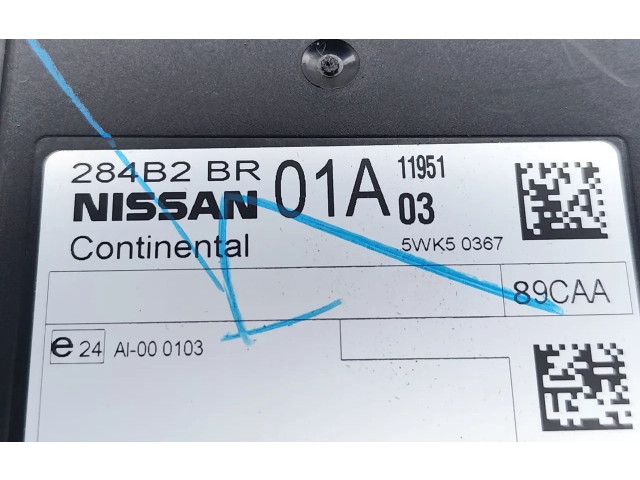 284B2 BR 01A 11951
NISSAN 03
Continental 5WK5 0367
89CAA
e 24 AI-00 0103